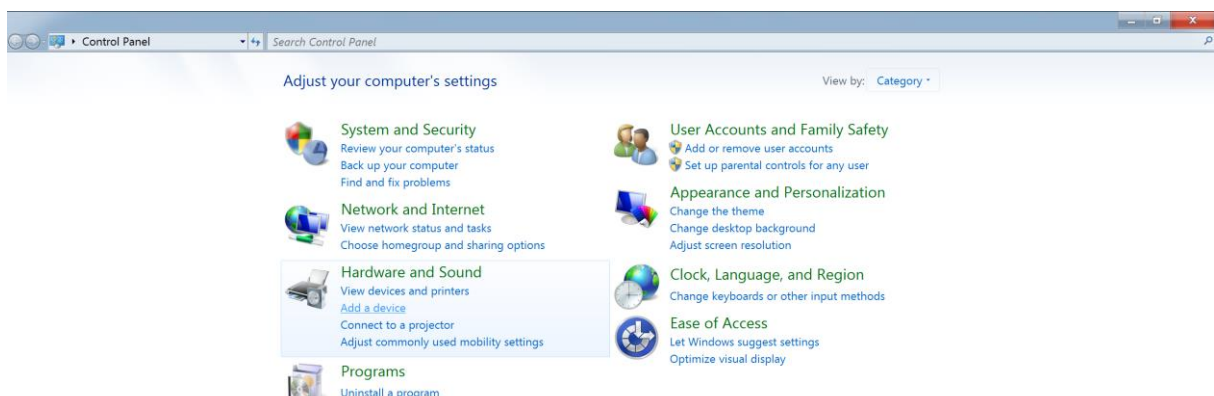 Control Panel
Search Control Panel
Adjust your computer's settings
View by: Category
System and Security
Review your computer's status
Back up your computer
Find and fix problems
Network and Internet
View network status and tasks
Choose homegroup and sharing options
Hardware and Sound
View devices and printers
Add a device
Connect to a projector
Adjust commonly used mobility settings
Programs
Uninstall a program
User Accounts and Family Safety
Add or remove user accounts
Set up parental controls for any user
Appearance and Personalization
Change the theme
Change desktop background
Adjust screen resolution
Clock, Language, and Region
Change keyboards or other input methods
Ease of Access
Let Windows suggest settings
Optimize visual display